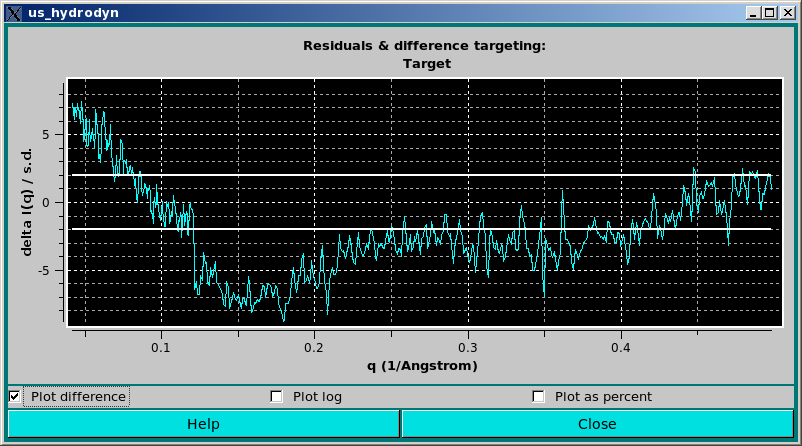 us_hydrodyn
Residuals & difference targeting:
Target
delta I(q) / s.d.
5
0
-5
0.1 0.2 0.3 0.4
q (1/Angstrom)
Plot difference Plot log Plot as percent
Help Close